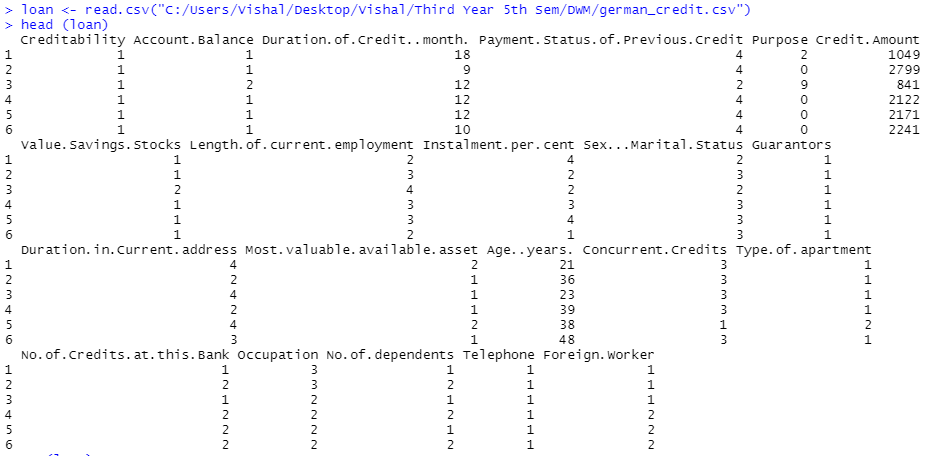 > loan <- read.csv("C:/Users/Vishal/Desktop/Vishal/Third Year 5th Sem/DWM/german_credit.csv")
> head (loan)
  Creditability Account.Balance Duration.of.Credit..month. Payment.Status.of.Previous.Credit Purpose Credit.Amount
1 1 1 18 4 2 1049
2 1 1 9 4 0 2799
3 1 2 12 2 9 841
4 1 1 12 4 0 2122
5 1 1 12 4 0 2171
6 1 1 10 4 0 2241
  Value.Savings.Stocks Length.of.current.employment Instalment.per.cent Sex...Marital.Status Guarantors
1 1 2 4 2 1
2 1 3 2 3 1
3 2 4 2 2 1
4 1 3 3 3 1
5 1 3 4 3 1
6 1 2 1 3 1
  Duration.in.Current.address Most.valuable.available.asset Age..years. Concurrent.Credits Type.of.apartment
1 4 2 21 3 1
2 2 1 36 3 1
3 4 1 23 3 1
4 2 1 39 3 1
5 4 2 38 1 2
6 3 1 48 3 1
  No.of.Credits.at.this.Bank Occupation No.of.dependents Telephone Foreign.Worker
1 1 3 1 1 1
2 2 3 2 1 1
3 1 2 1 1 1
4 2 2 2 1 2
5 2 2 1 1 2
6 2 2 2 1 2